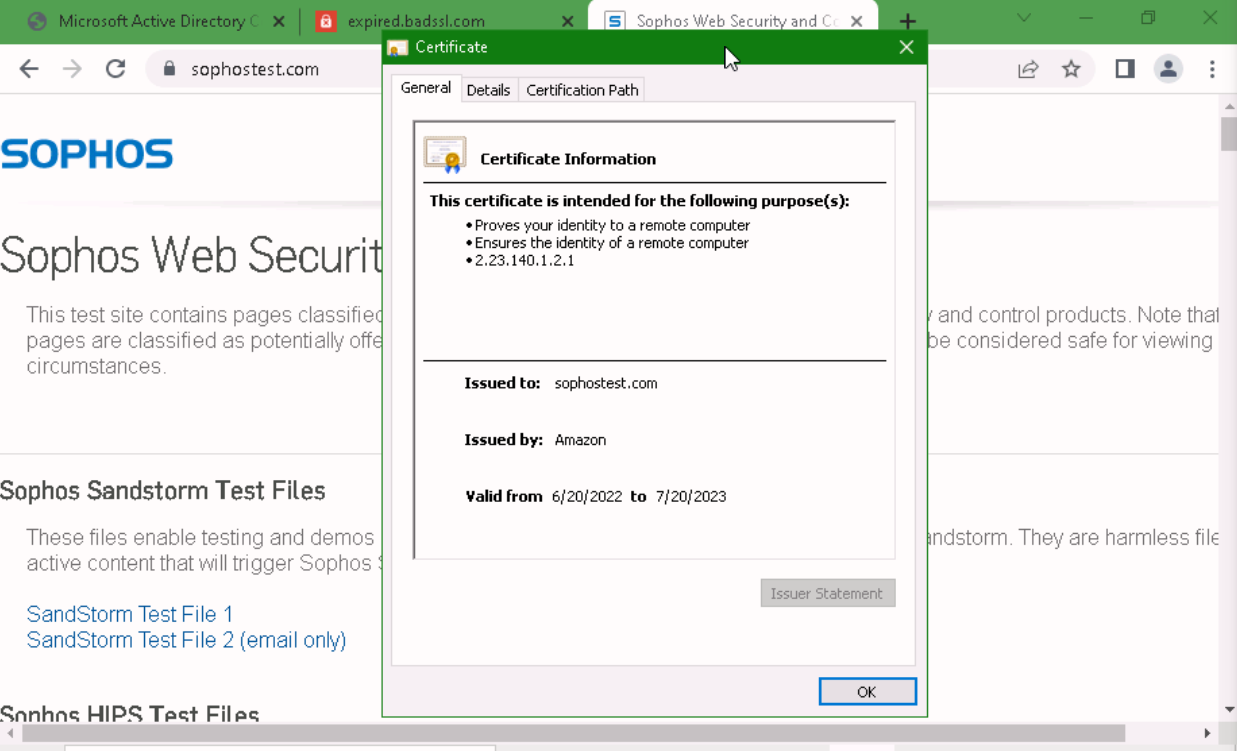 Microsoft Active Directory C
expired.badssl.com
Sophos Web Security and Co
sophostest.com
Certificate
General
Details
Certification Path
SOPHOS
Certificate Information
This certificate is intended for the following purpose(s):
•Proves your identity to a remote computer
•Ensures the identity of a remote computer
•2.23.140.1.2.1
Sophos Web Securit
This test site contains pages classified
y and control products. Note that
pages are classified as potentially offe
be considered safe for viewing
circumstances.
Issued to: sophostest.com
Issued by: Amazon
Valid from 6/20/2022 to 7/20/2023
Sophos Sandstorm Test Files
These files enable testing and demos
andstorm. They are harmless file
active content that will trigger Sophos S
Issuer Statement
SandStorm Test File 1
SandStorm Test File 2 (email only)
OK
Sophos HIPS Test Files